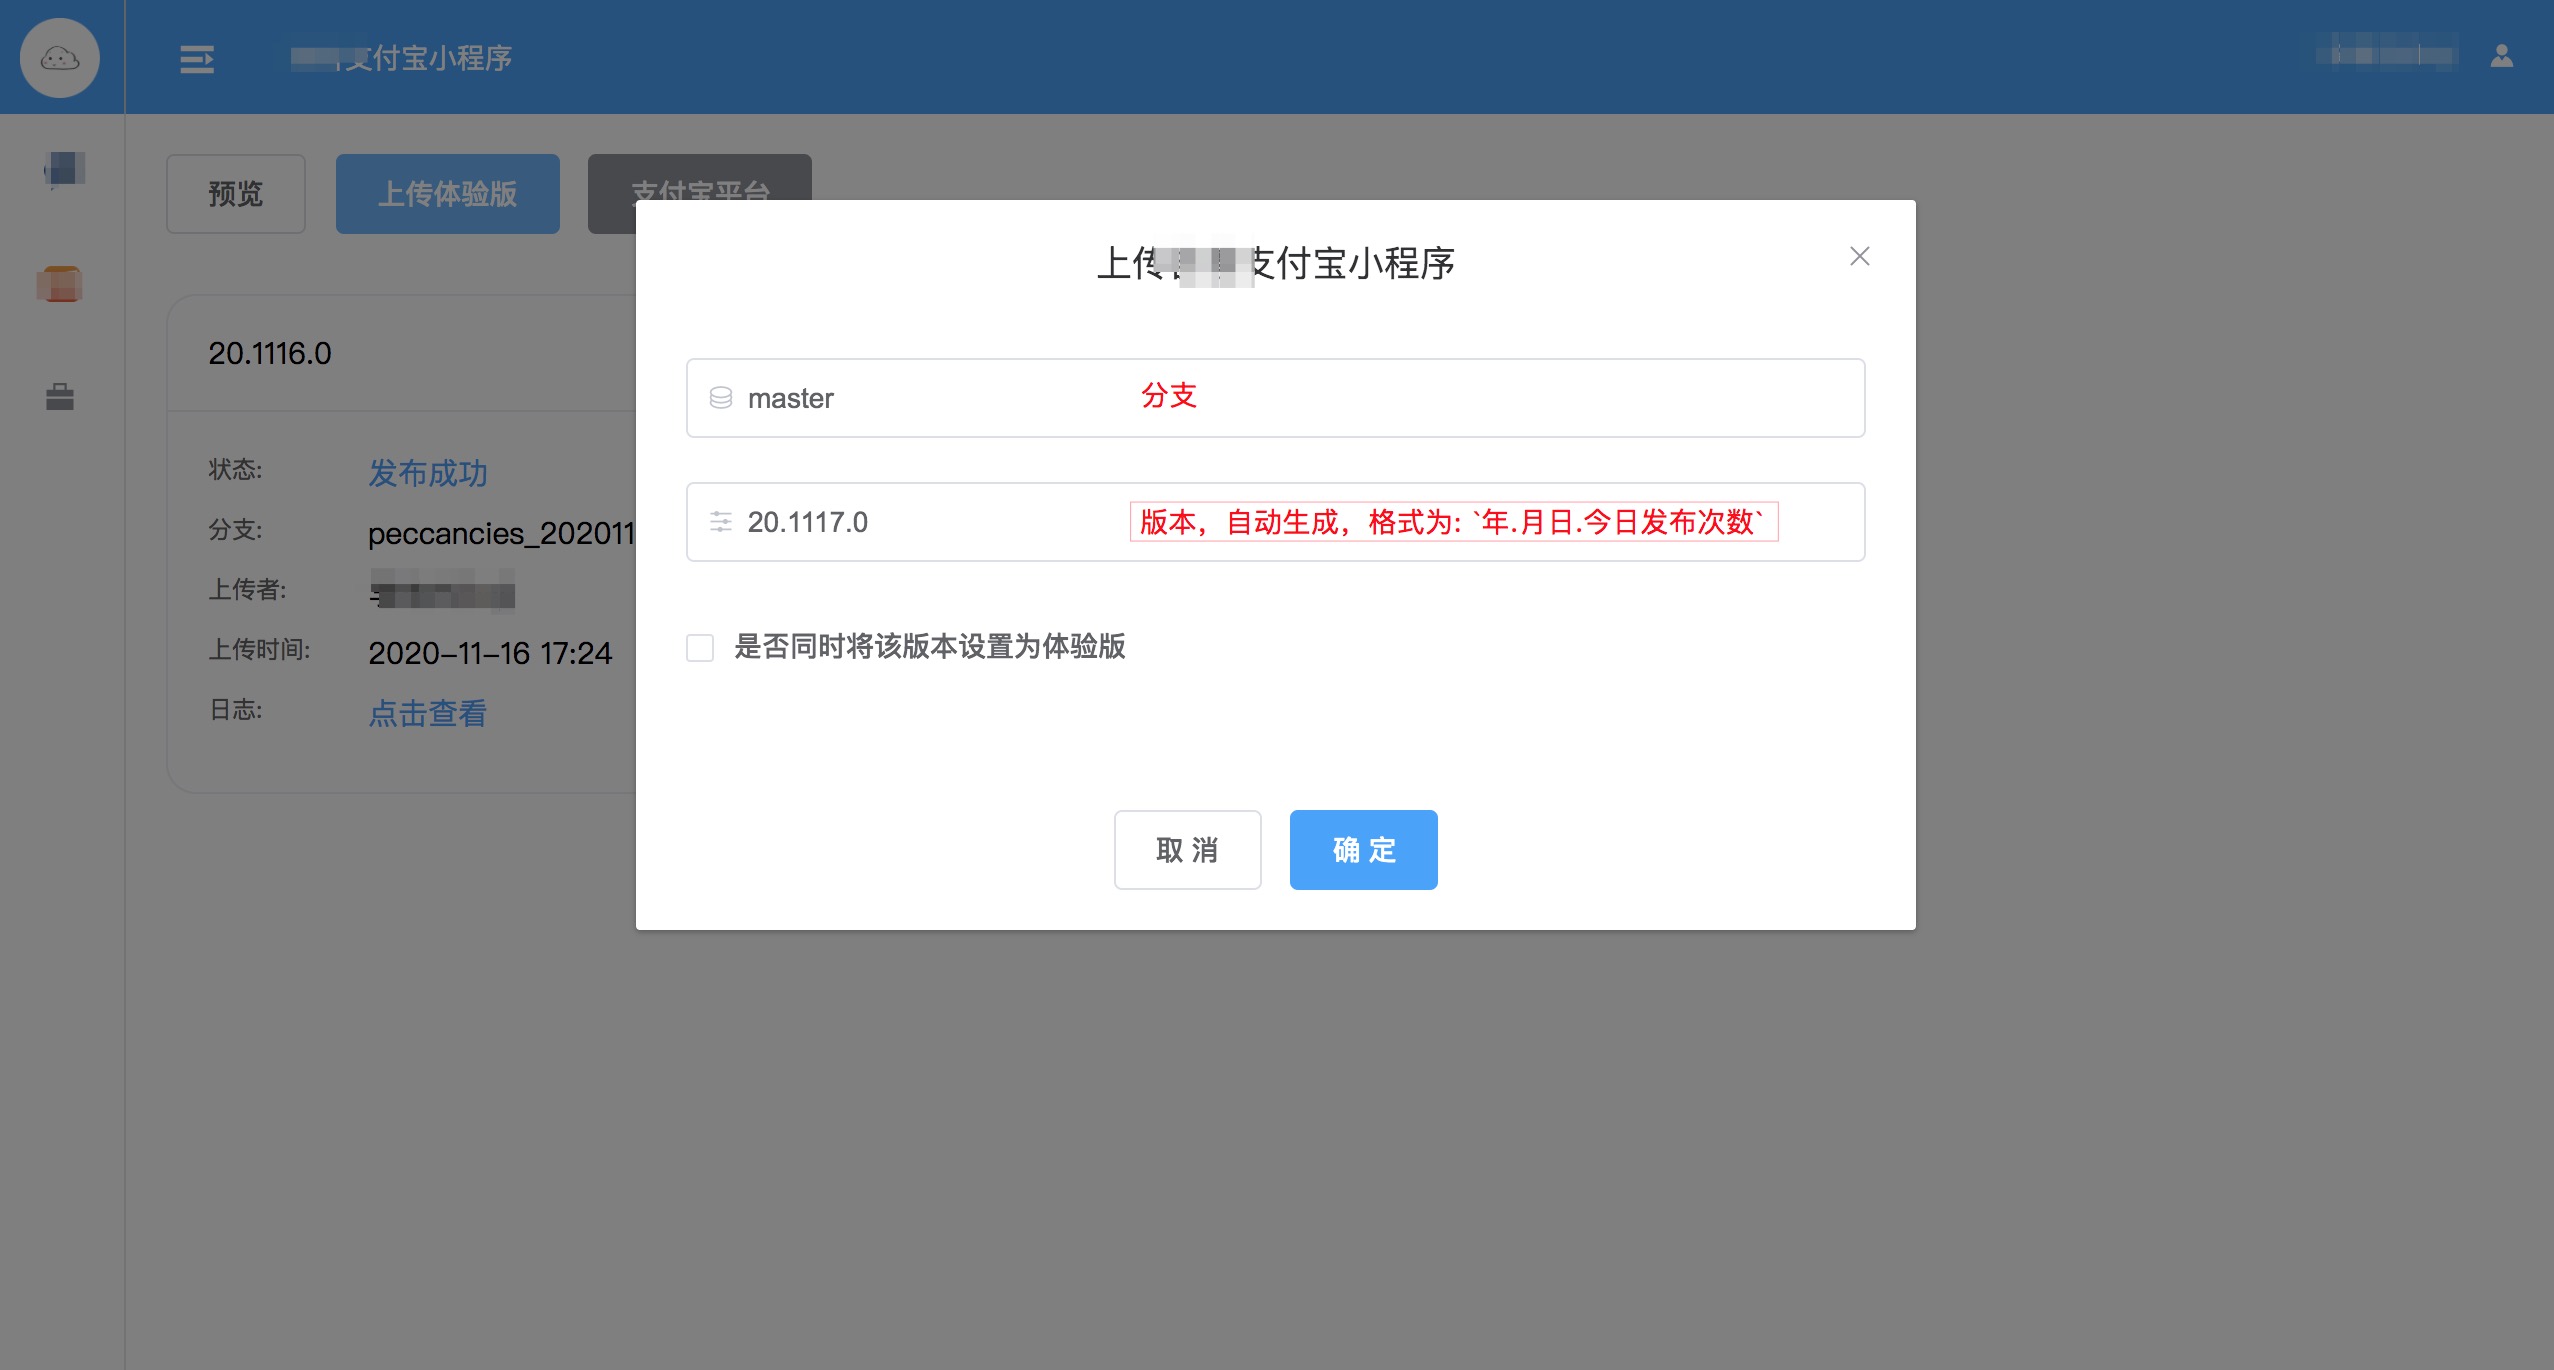 支付宝小程序
预览
上传体验版
支付宝平台
20.1116.0
状态: 发布成功
分支: peccancies_202011
上传者:
上传时间: 2020-11-16 17:24
日志: 点击查看
上传 支付宝小程序
master 分支
20.1117.0 版本，自动生成，格式为: `年.月日.今日发布次数`
是否同时将该版本设置为体验版
取 消
确 定